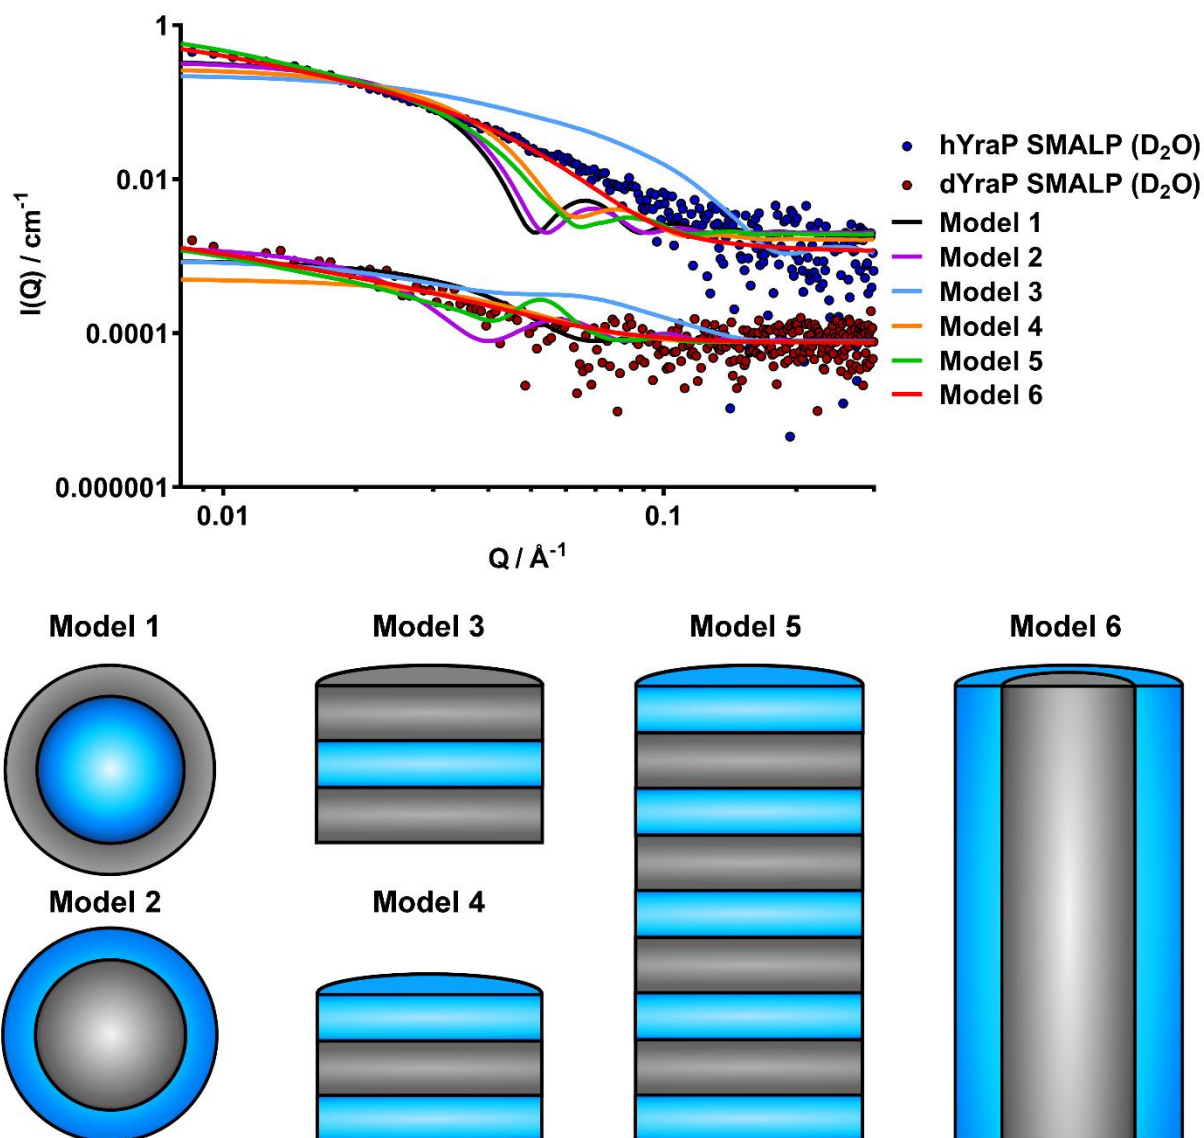 1
0.01
0.0001
0.000001
I(Q) / cm⁻¹
0.01 0.1
Q / Å⁻¹
hYraP SMALP (D₂O)
dYraP SMALP (D₂O)
Model 1
Model 2
Model 3
Model 4
Model 5
Model 6
Model 1 Model 3 Model 5 Model 6
Model 2 Model 4